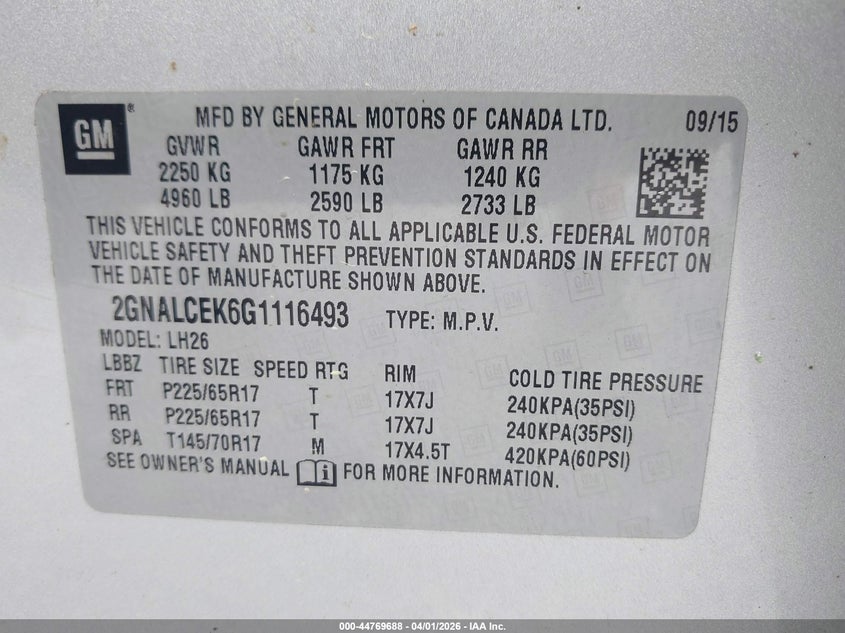 GM ® MFD BY GENERAL MOTORS OF CANADA LTD. 09/15
GVWR GAWR FRT GAWR RR
2250 KG 1175 KG 1240 KG
4960 LB 2590 LB 2733 LB
THIS VEHICLE CONFORMS TO ALL APPLICABLE U.S. FEDERAL MOTOR
VEHICLE SAFETY AND THEFT PREVENTION STANDARDS IN EFFECT ON
THE DATE OF MANUFACTURE SHOWN ABOVE.
2GNALCEK6G1116493 TYPE: M.P.V.
MODEL: LH26
LBBZ TIRE SIZE SPEED RTG RIM COLD TIRE PRESSURE
FRT P225/65R17 T 17X7J 240KPA(35PSI)
RR P225/65R17 T 17X7J 240KPA(35PSI)
SPA T145/70R17 M 17X4.5T 420KPA(60PSI)
SEE OWNER'S MANUAL i FOR MORE INFORMATION.
000-44769688 - 04/01/2026 - IAA Inc.